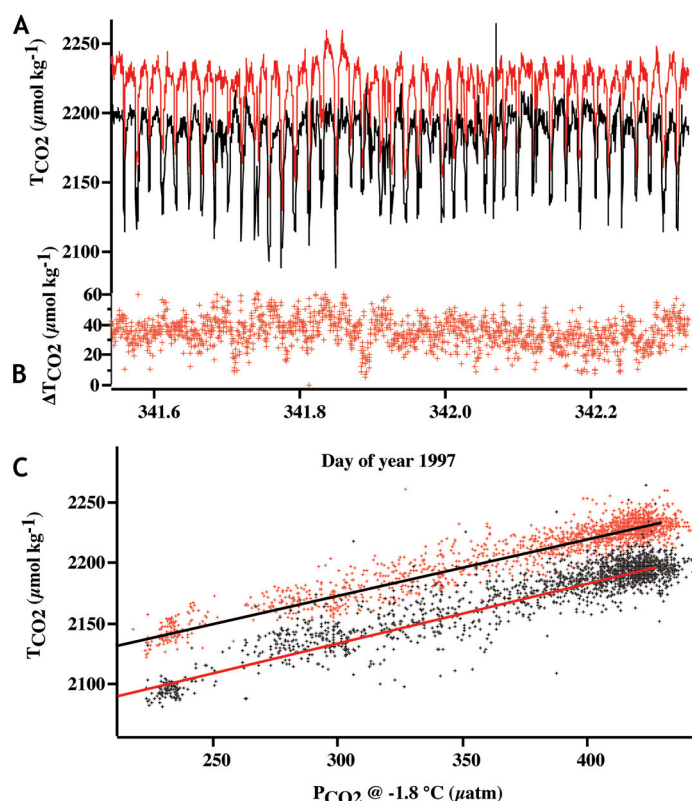 A
2250
2200
2150
2100
T_CO2 (µmol kg⁻¹)
60
40
20
0
ΔT_CO2 (µmol kg⁻¹)
B
341.6 341.8 342.0 342.2
Day of year 1997
C
2250
2200
2150
2100
T_CO2 (µmol kg⁻¹)
250 300 350 400
P_CO2 @ -1.8 °C (µatm)